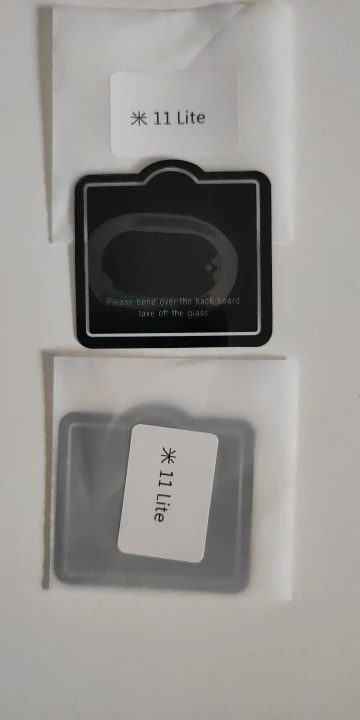 米 11 Lite
Please bend over the back board
take off the glass
米 11 Lite